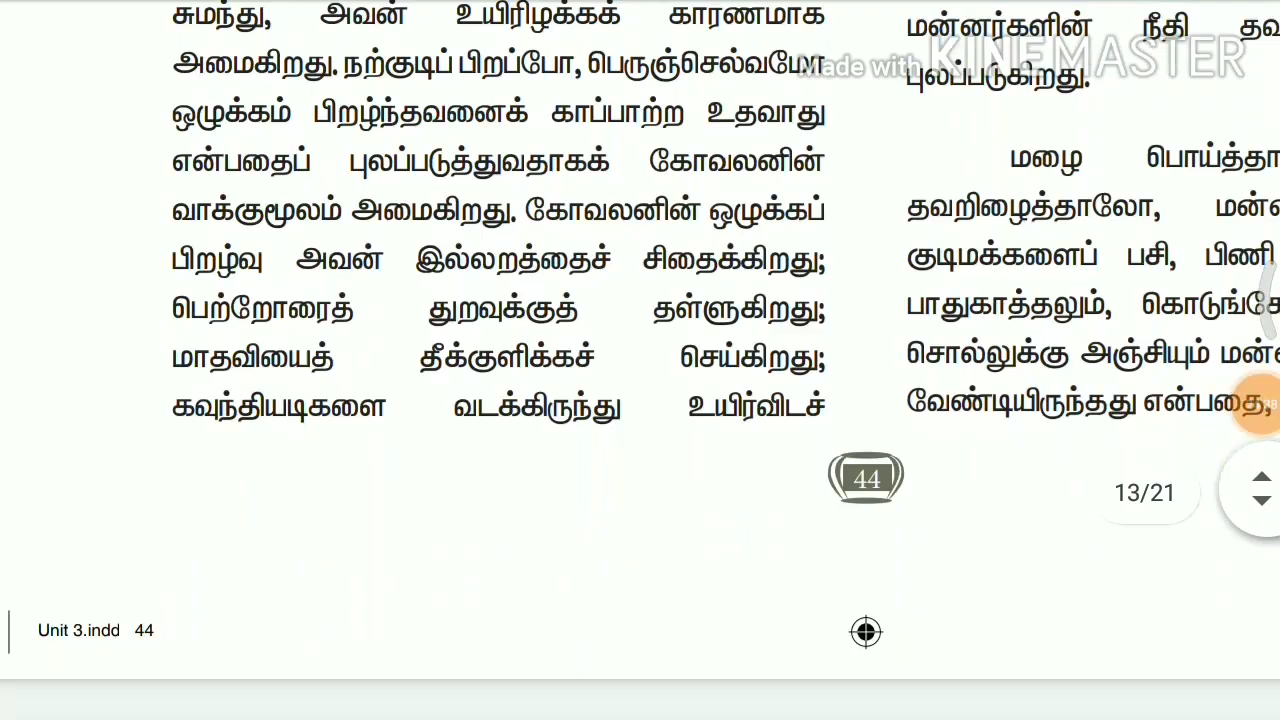 சுமந்து, அவன் உயிரிழக்கக் காரணமாக
அமைகிறது. நற்குடிப் பிறப்போ, பெருஞ்செல்வமோ
ஒழுக்கம் பிறழ்ந்தவனைக் காப்பாற்ற உதவாது
என்பதைப் புலப்படுத்துவதாகக் கோவலனின்
வாக்குமூலம் அமைகிறது. கோவலனின் ஒழுக்கப்
பிறழ்வு அவன் இல்லறத்தைச் சிதைக்கிறது;
பெற்றோரைத் துறவுக்குத் தள்ளுகிறது;
மாதவியைத் தீக்குளிக்கச் செய்கிறது;
கவுந்தியடிகளை வடக்கிருந்து உயிர்விடச்
மன்னர்களின் நீதி
புலப்படுகிறது.
மழை
தவறிழைத்தாலோ,
குடிமக்களைப் பசி, பிணி
பாதுகாத்தலும்,
சொல்லுக்கு அஞ்சியும்
வேண்டியிருந்தது என்பதை,
Made with KINEMASTER
44
13/21
Unit 3.indd 44